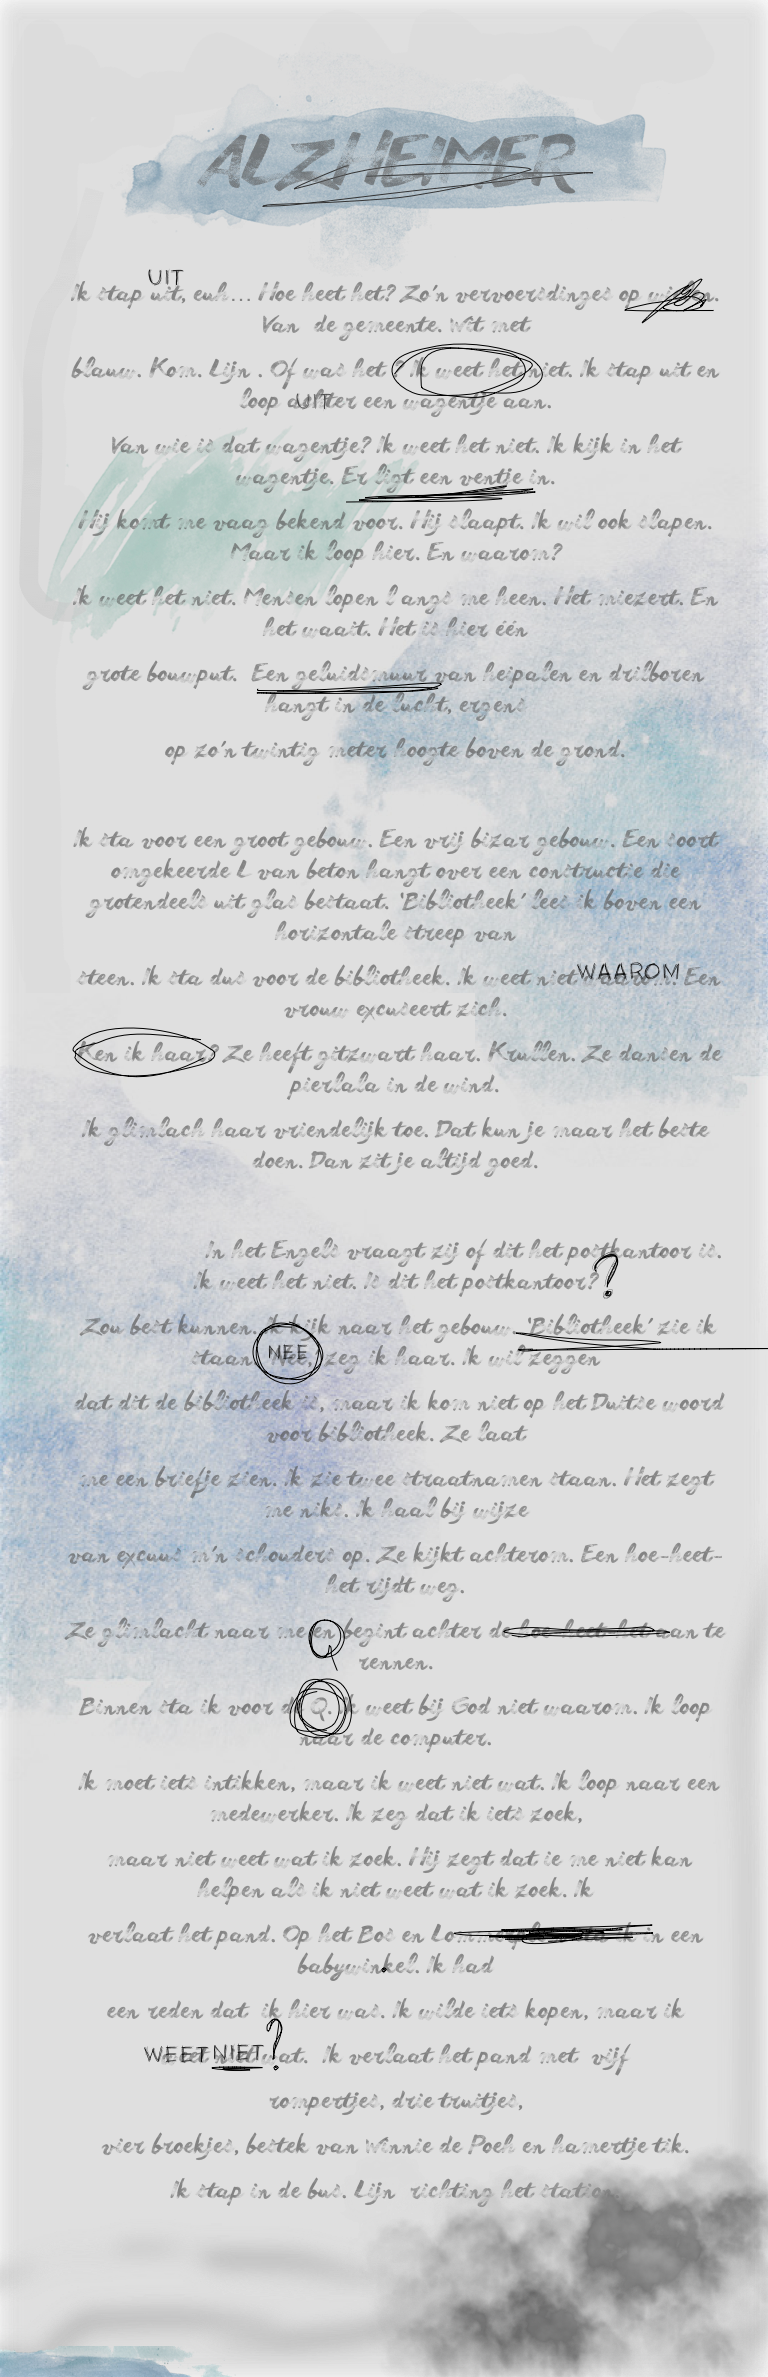 ALZHEIMER
UIT
Ik stap uit, euh... Hoe heet het? Zo'n vervoersdinges op
Van de gemeente. Wit met
blauw. Kom. Lijn . Of was het ? Ik weet het niet. Ik stap uit en
UIT
loop achter een wagentje aan.
Van wie is dat wagentje? Ik weet het niet. Ik kijk in het
wagentje. Er ligt een ventje in.
Hij komt me vaag bekend voor. Hij slaapt. Ik wil ook slapen.
Maar ik loop hier. En waarom?
Ik weet het niet. Mensen lopen l angs me heen. Het miezert. En
het waait. Het is hier één
grote bouwput. Een geluidsmuur van heipalen en drilboren
hangt in de lucht, ergens
op zo'n twintig meter hoogte boven de grond.
Ik sta voor een groot gebouw. Een vrij bizar gebouw. Een soort
omgekeerde L van beton hangt over een constructie die
grotendeels uit glas bestaat. 'Bibliotheek' lees ik boven een
horizontale streep van
steen. Ik sta dus voor de bibliotheek. Ik weet niet WAAROM Een
vrouw excuseert zich.
Ken ik haar? Ze heeft gitzwart haar. Krullen. Ze dansen de
pierlala in de wind.
Ik glimlach haar vriendelijk toe. Dat kun je maar het beste
doen. Dan zit je altijd goed.
In het Engels vraagt zij of dit het postkantoor is.
Ik weet het niet. Is dit het postkantoor? ?
Zou best kunnen. Ik kijk naar het gebouw. 'Bibliotheek' zie ik
staan. NEE zeg ik haar. Ik wil zeggen
dat dit de bibliotheek is, maar ik kom niet op het Duitse woord
voor bibliotheek. Ze laat
me een briefje zien. Ik zie twee straatnamen staan. Het zegt
me niks. Ik haal bij wijze
van excuus m'n schouders op. Ze kijkt achterom. Een hoe-heet-
het rijdt weg.
Ze glimlacht naar me en begint achter de hoe heet het aan te
rennen.
Binnen sta ik voor de Q. Ik weet bij God niet waarom. Ik loop
naar de computer.
Ik moet iets intikken, maar ik weet niet wat. Ik loop naar een
medewerker. Ik zeg dat ik iets zoek,
maar niet weet wat ik zoek. Hij zegt dat ie me niet kan
helpen als ik niet weet wat ik zoek. Ik
verlaat het pand. Op het Bos en ik in een
babywinkel. Ik had
een reden dat ik hier was. Ik wilde iets kopen, maar ik
WEET NIET? wat. Ik verlaat het pand met vijf
rompertjes, drie truitjes,
vier broekjes, bestek van Winnie de Poeh en hamertje tik.
Ik stap in de bus. Lijn richting het station.